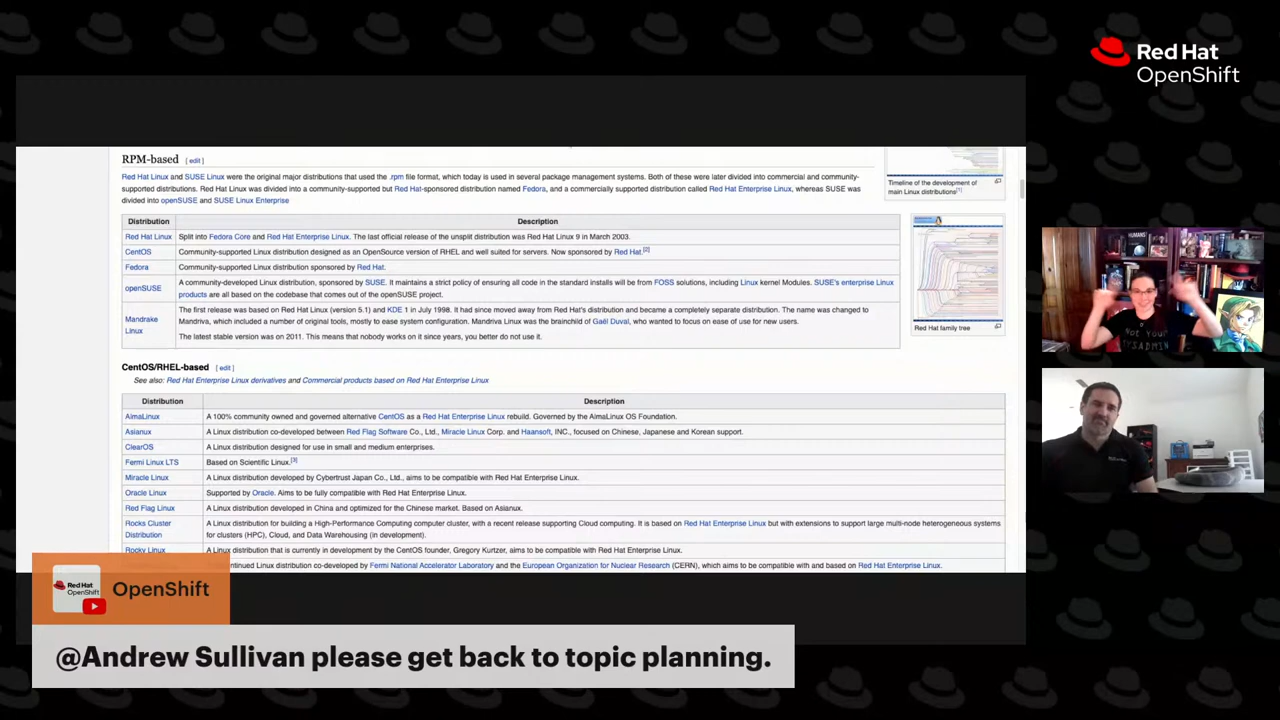 Red Hat
OpenShift
RPM-based [ edit ]
Red Hat Linux and SUSE Linux were the original major distributions that used the .rpm file format, which today is used in several package management systems. Both of these were later divided into commercial and community-
supported distributions. Red Hat Linux was divided into a community-supported but Red Hat-sponsored distribution named Fedora, and a commercially supported distribution called Red Hat Enterprise Linux, whereas SUSE was
divided into openSUSE and SUSE Linux Enterprise
Timeline of the development of
main Linux distributions[1]
Distribution Description
Red Hat Linux Split into Fedora Core and Red Hat Enterprise Linux. The last official release of the unsplit distribution was Red Hat Linux 9 in March 2003.
CentOS Community-supported Linux distribution designed as an OpenSource version of RHEL and well suited for servers. Now sponsored by Red Hat.[2]
Fedora Community-supported Linux distribution sponsored by Red Hat.
openSUSE A community-developed Linux distribution, sponsored by SUSE. It maintains a strict policy of ensuring all code in the standard installs will be from FOSS solutions, including Linux kernel Modules. SUSE's enterprise Linux
products are all based on the codebase that comes out of the openSUSE project.
Mandrake
Linux
The first release was based on Red Hat Linux (version 5.1) and KDE 1 in July 1998. It had since moved away from Red Hat's distribution and became a completely separate distribution. The name was changed to
Mandriva, which included a number of original tools, mostly to ease system configuration. Mandriva Linux was the brainchild of Gaël Duval, who wanted to focus on ease of use for new users.
The latest stable version was on 2011. This means that nobody works on it since years, you better do not use it.
Red Hat family tree
CentOS/RHEL-based [ edit ]
See also: Red Hat Enterprise Linux derivatives and Commercial products based on Red Hat Enterprise Linux
Distribution Description
AlmaLinux A 100% community owned and governed alternative CentOS as a Red Hat Enterprise Linux rebuild. Governed by the AlmaLinux OS Foundation.
Asianux A Linux distribution co-developed between Red Flag Software Co., Ltd., Miracle Linux Corp. and Haansoft, INC., focused on Chinese, Japanese and Korean support.
ClearOS A Linux distribution designed for use in small and medium enterprises.
Fermi Linux LTS Based on Scientific Linux.[3]
Miracle Linux A Linux distribution developed by Cybertrust Japan Co., Ltd., aims to be compatible with Red Hat Enterprise Linux.
Oracle Linux Supported by Oracle. Aims to be fully compatible with Red Hat Enterprise Linux.
Red Flag Linux A Linux distribution developed in China and optimized for the Chinese market. Based on Asianux.
Rocks Cluster
Distribution
A Linux distribution for building a High-Performance Computing computer cluster, with a recent release supporting Cloud computing. It is based on Red Hat Enterprise Linux but with extensions to support large multi-node heterogeneous systems
for clusters (HPC), Cloud, and Data Warehousing (in development).
Rocky Linux A Linux distribution that is currently in development by the CentOS founder, Gregory Kurtzer, aims to be compatible with Red Hat Enterprise Linux.
Linux distribution co-developed by Fermi National Accelerator Laboratory and the European Organization for Nuclear Research (CERN), which aims to be compatible with and based on Red Hat Enterprise Linux.
HUMANS
NOT YOUR
SYSADMIN
Red Hat
OpenShift
OpenShift
@Andrew Sullivan please get back to topic planning.